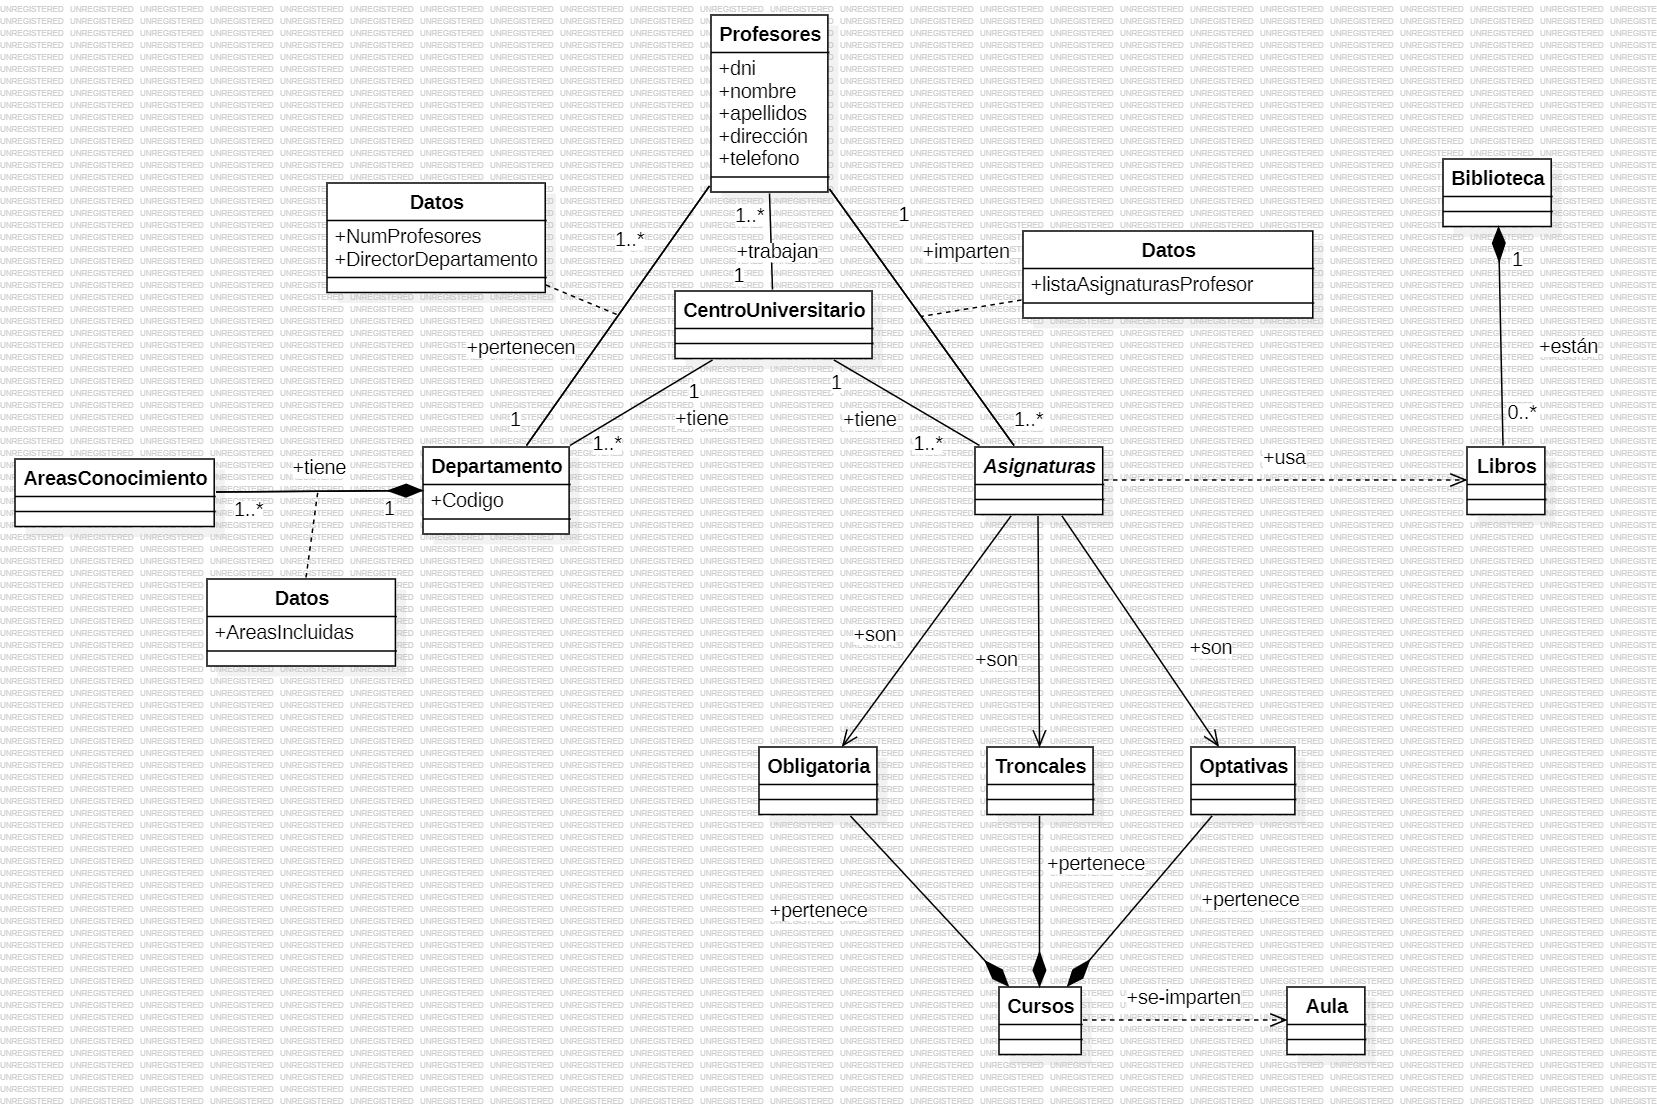 Profesores
+dni
+nombre
+apellidos
+dirección
+telefono
Biblioteca
Datos
+NumProfesores
+DirectorDepartamento
1..*
1..*
+trabajan
1
1
+imparten
Datos
+listaAsignaturasProfesor
1
CentroUniversitario
+pertenecen
+están
1
1
+tiene
1..*
1
+tiene
1..*
1..*
0..*
AreasConocimiento
+tiene
1..*
1
Departamento
+Codigo
Asignaturas
+usa
Libros
Datos
+AreasIncluidas
+son
+son
+son
Obligatoria
Troncales
Optativas
+pertenece
+pertenece
+pertenece
Cursos
+se-imparten
Aula
UNREGISTERED